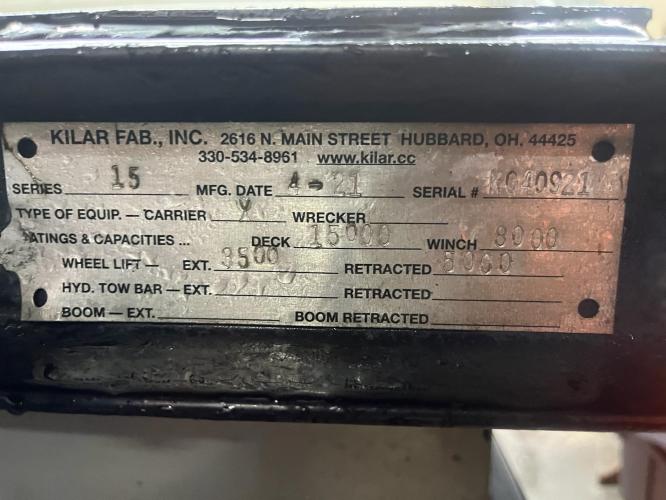 KILAR FAB., INC. 2616 N. MAIN STREET HUBBARD, OH. 44425
330-534-8961 www.kilar.cc
SERIES 15 MFG. DATE 4-21 SERIAL #
TYPE OF EQUIP. — CARRIER X WRECKER
ATINGS & CAPACITIES ... DECK 15000 WINCH 8000
WHEEL LIFT — EXT. 3500 RETRACTED
HYD. TOW BAR — EXT. RETRACTED
BOOM — EXT. BOOM RETRACTED